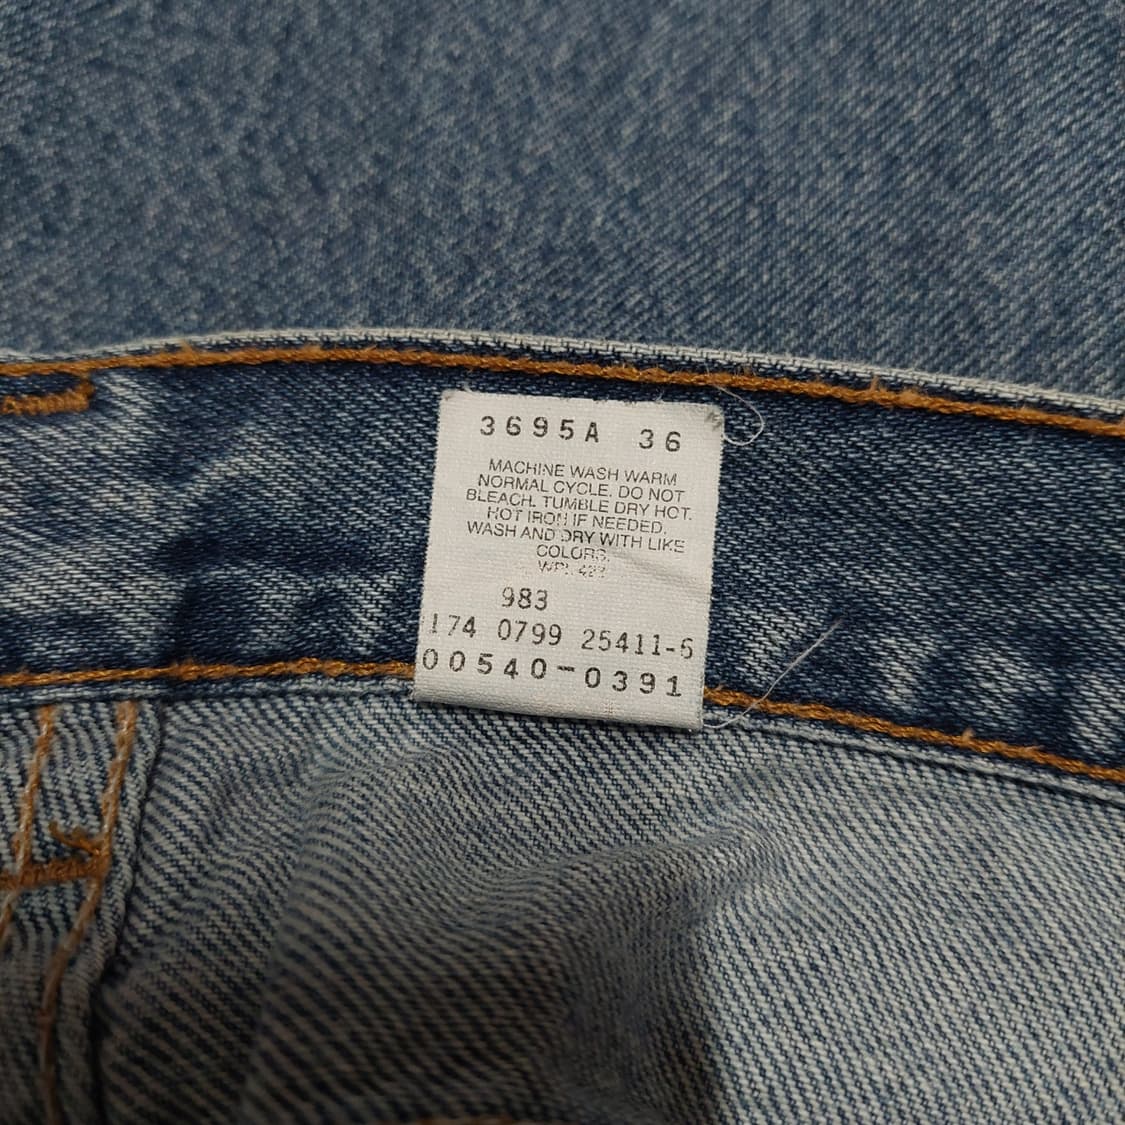 3695A 36
MACHINE WASH WARM
NORMAL CYCLE. DO NOT
BLEACH. TUMBLE DRY HOT.
HOT IRON IF NEEDED.
WASH AND DRY WITH LIKE
COLORS.
WPL
983
174 0799 25411-6
00540-0391